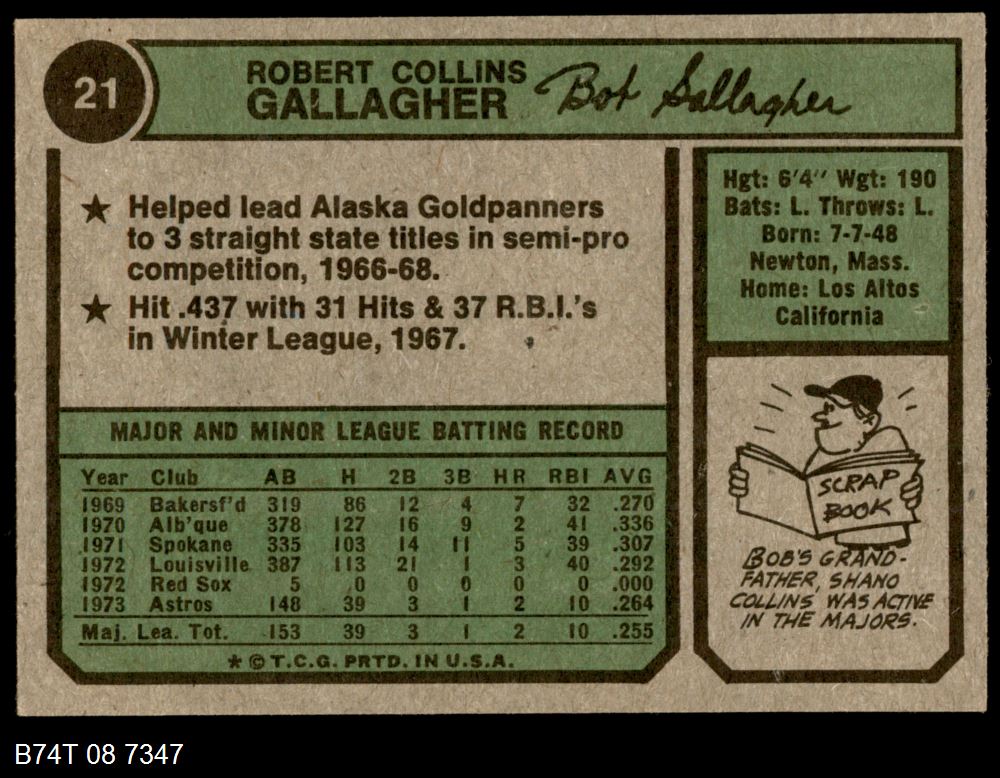 21
ROBERT COLLINS
GALLAGHER
Bob Gallagher
★ Helped lead Alaska Goldpanners
to 3 straight state titles in semi-pro
competition, 1966-68.
★ Hit .437 with 31 Hits & 37 R.B.I.'s
in Winter League, 1967.
Hgt: 6'4" Wgt: 190
Bats: L. Throws: L.
Born: 7-7-48
Newton, Mass.
Home: Los Altos
California
MAJOR AND MINOR LEAGUE BATTING RECORD
Year Club AB H 2B 3B HR RBI AVG
1969 Bakersf'd 319 86 12 4 7 32 .270
1970 Alb'que 378 127 16 9 2 41 .336
1971 Spokane 335 103 14 11 5 39 .307
1972 Louisville 387 113 21 1 3 40 .292
1972 Red Sox 5 0 0 0 0 0 .000
1973 Astros 148 39 3 1 2 10 .264
Maj. Lea. Tot. 153 39 3 1 2 10 .255
★ © T.C.G. PRTD. IN U.S.A.
SCRAP
BOOK
BOB'S GRAND-
FATHER, SHANO
COLLINS, WAS ACTIVE
IN THE MAJORS.
B74T 08 7347